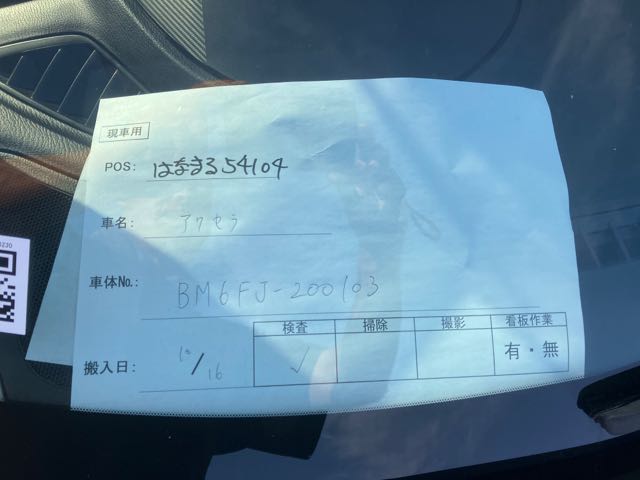 現車用
POS: はなまる54104
車名: アクセラ
車体No.: BM6FJ-200103
検査 掃除 撮影 看板作業
搬入日: 10/16 ✓ 有・無